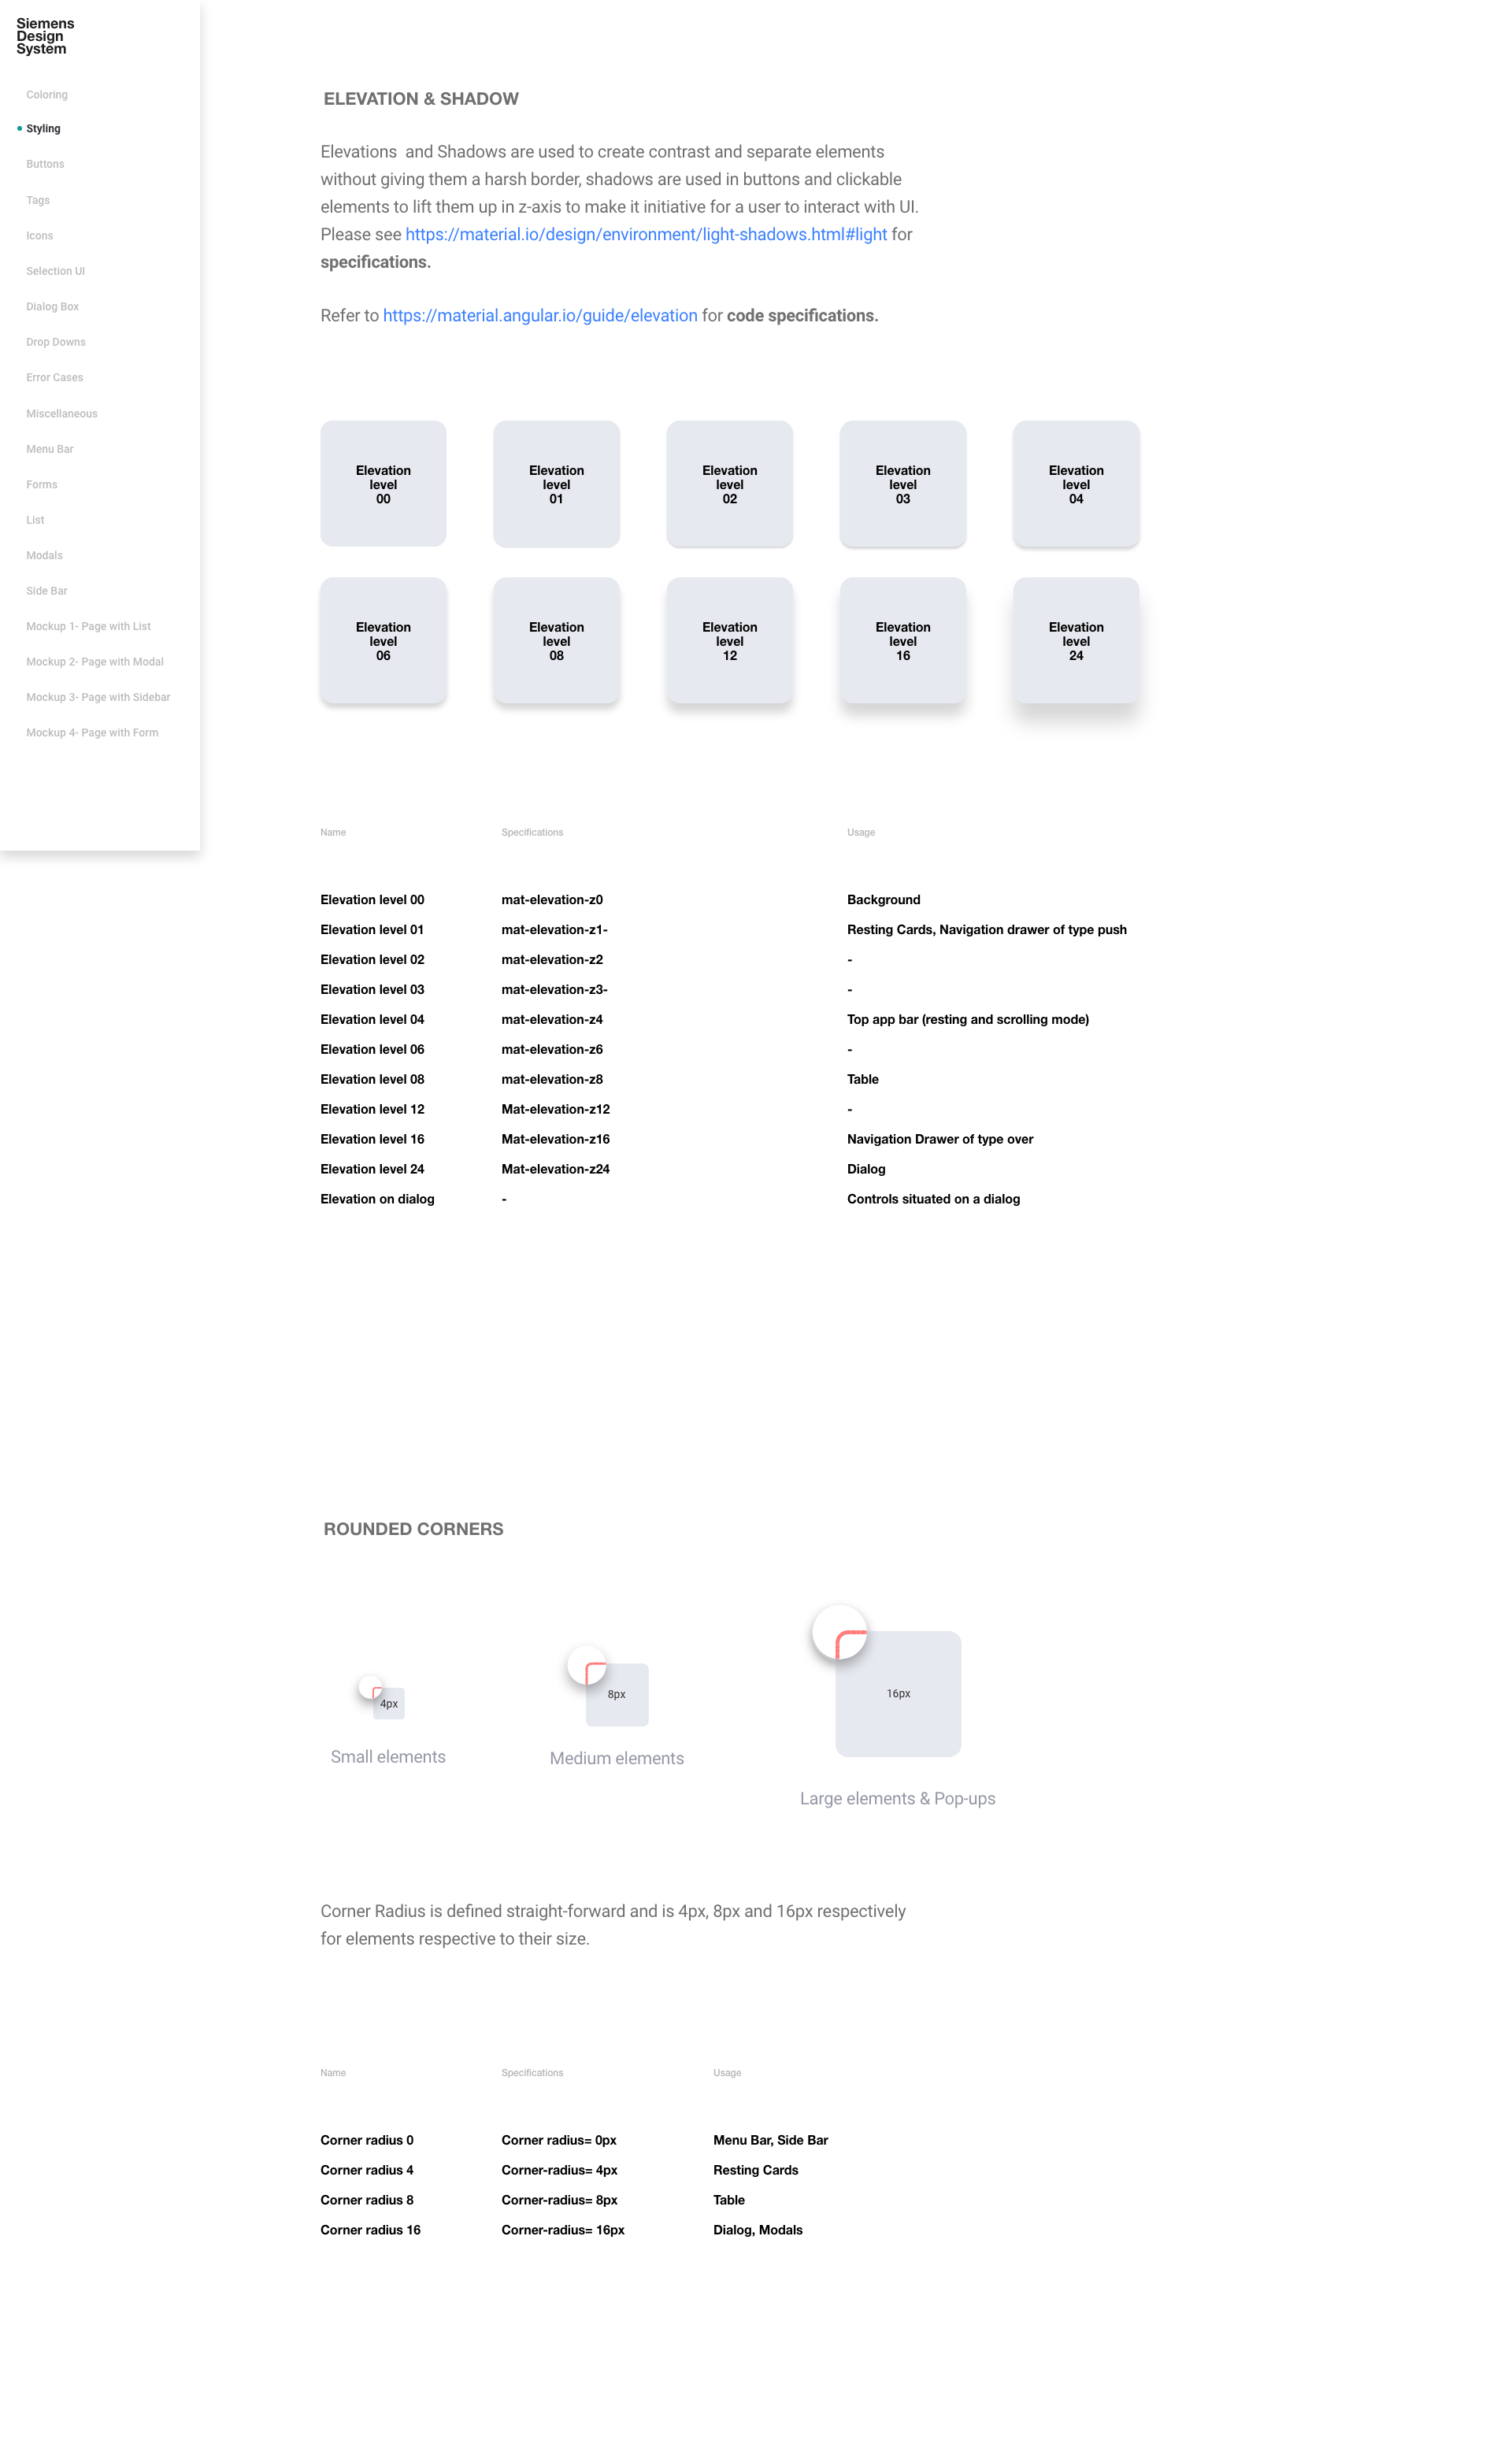 Siemens
Design
System
Coloring
Styling
Buttons
Tags
Icons
Selection UI
Dialog Box
Drop Downs
Error Cases
Miscellaneous
Menu Bar
Forms
List
Modals
Side Bar
Mockup 1- Page with List
Mockup 2- Page with Modal
Mockup 3- Page with Sidebar
Mockup 4- Page with Form
ELEVATION & SHADOW
Elevations  and Shadows are used to create contrast and separate elements
without giving them a harsh border, shadows are used in buttons and clickable
elements to lift them up in z-axis to make it initiative for a user to interact with UI.
Please see https://material.io/design/environment/light-shadows.html#light for
specifications.
Refer to https://material.angular.io/guide/elevation for code specifications.
Elevation
level
00
Elevation
level
01
Elevation
level
02
Elevation
level
03
Elevation
level
04
Elevation
level
06
Elevation
level
08
Elevation
level
12
Elevation
level
16
Elevation
level
24
Name Specifications Usage
Elevation level 00 mat-elevation-z0 Background
Elevation level 01 mat-elevation-z1- Resting Cards, Navigation drawer of type push
Elevation level 02 mat-elevation-z2 -
Elevation level 03 mat-elevation-z3- -
Elevation level 04 mat-elevation-z4 Top app bar (resting and scrolling mode)
Elevation level 06 mat-elevation-z6 -
Elevation level 08 mat-elevation-z8 Table
Elevation level 12 Mat-elevation-z12 -
Elevation level 16 Mat-elevation-z16 Navigation Drawer of type over
Elevation level 24 Mat-elevation-z24 Dialog
Elevation on dialog - Controls situated on a dialog
ROUNDED CORNERS
4px
Small elements
8px
Medium elements
16px
Large elements & Pop-ups
Corner Radius is defined straight-forward and is 4px, 8px and 16px respectively
for elements respective to their size.
Name Specifications Usage
Corner radius 0 Corner radius= 0px Menu Bar, Side Bar
Corner radius 4 Corner-radius= 4px Resting Cards
Corner radius 8 Corner-radius= 8px Table
Corner radius 16 Corner-radius= 16px Dialog, Modals